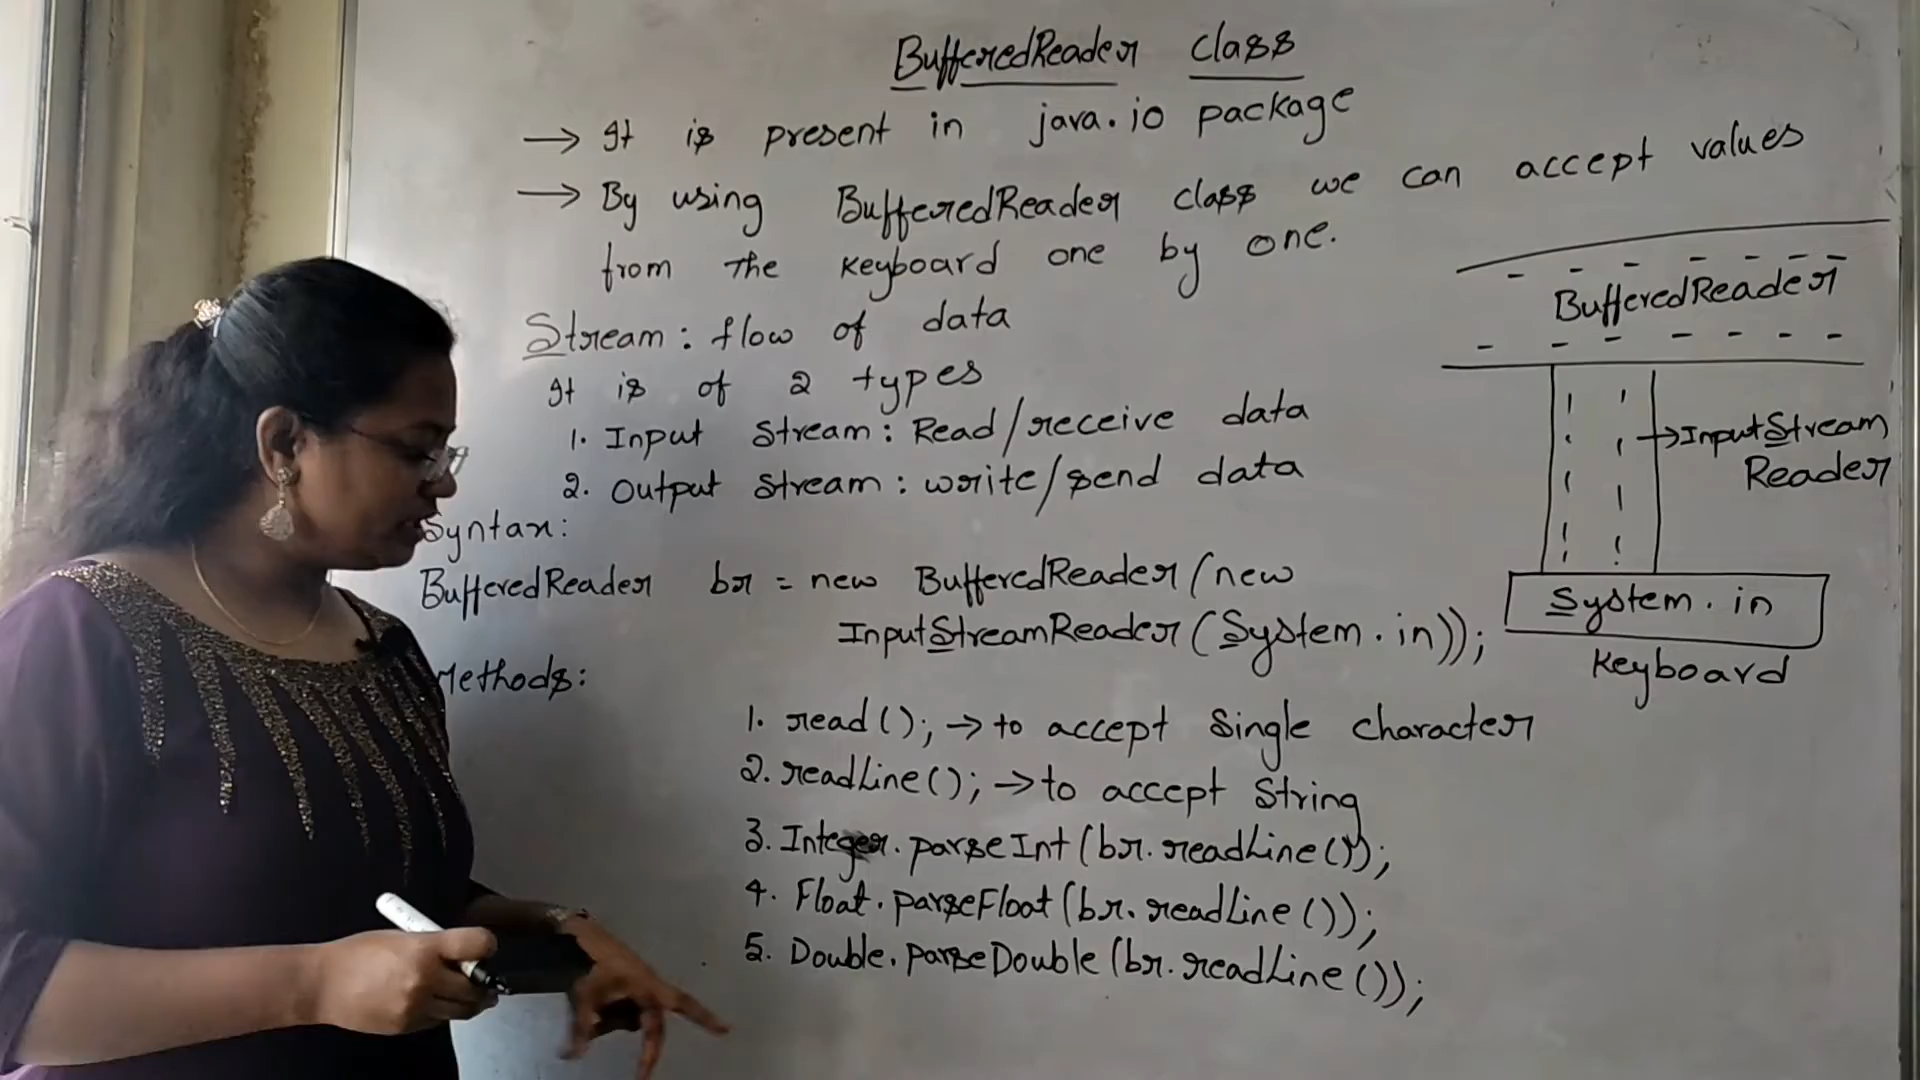 BufferedReader class
→ It is present in java.io package
→ By using BufferedReader class we can accept values
from the keyboard one by one.
Stream: flow of data
It is of 2 types
1. Input Stream: Read/receive data
2. Output Stream: write/send data
Syntax:
BufferedReader br = new BufferedReader(new
InputStreamReader(System.in));
Methods:
1. read(); → to accept single character
2. readLine(); → to accept String
3. Integer.parseInt(br.readLine());
4. Float.parseFloat(br.readLine());
5. Double.parseDouble(br.readLine());
BufferedReader
→InputStream
Reader
System.in
Keyboard